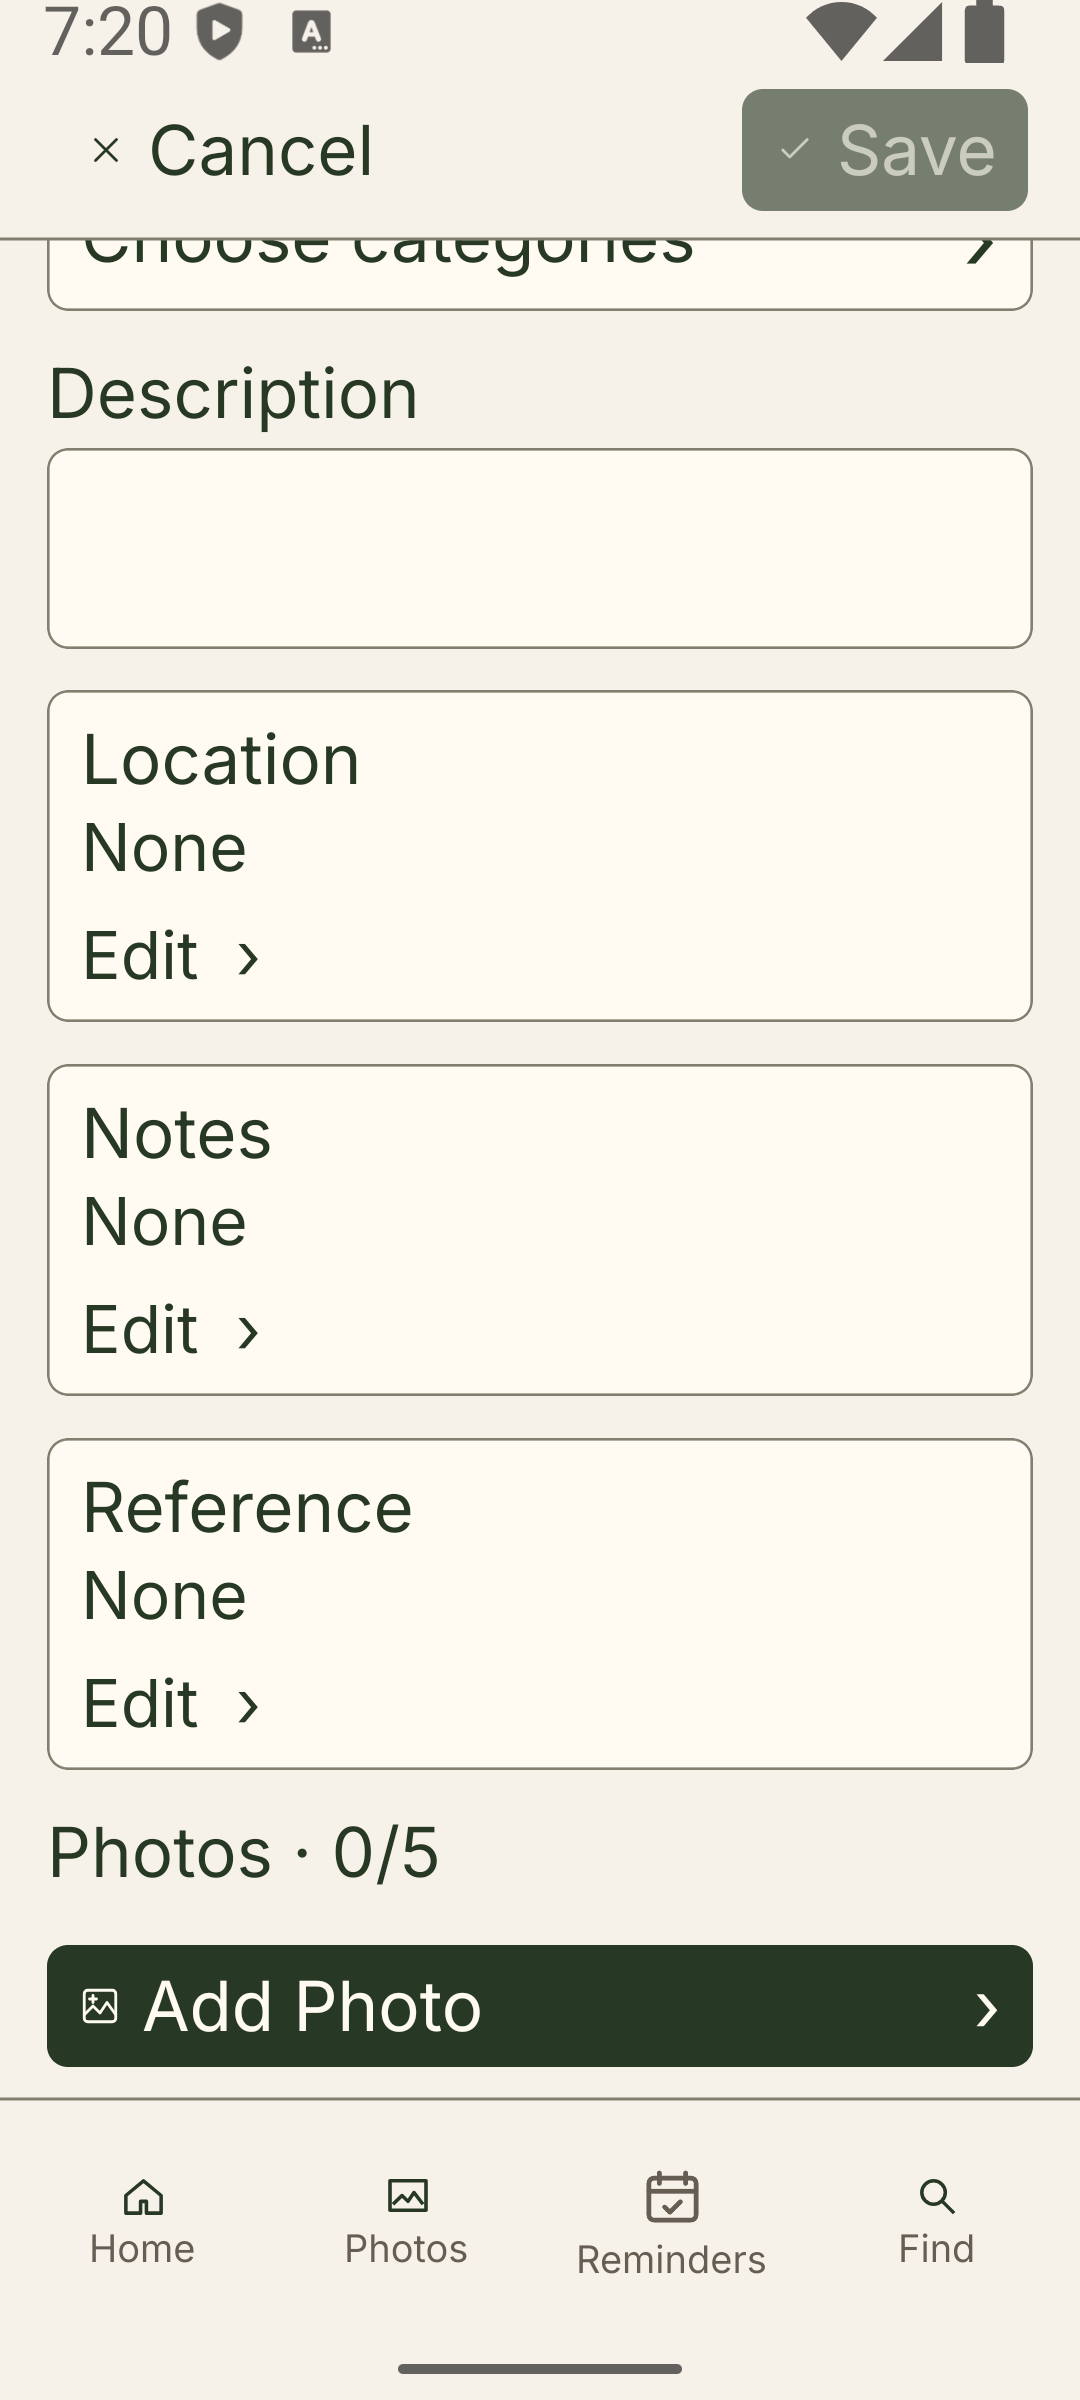 7:20
Cancel
Save
Choose categories
Description
Location
None
Edit
Notes
None
Edit
Reference
None
Edit
Photos · 0/5
Add Photo
Home
Photos
Reminders
Find